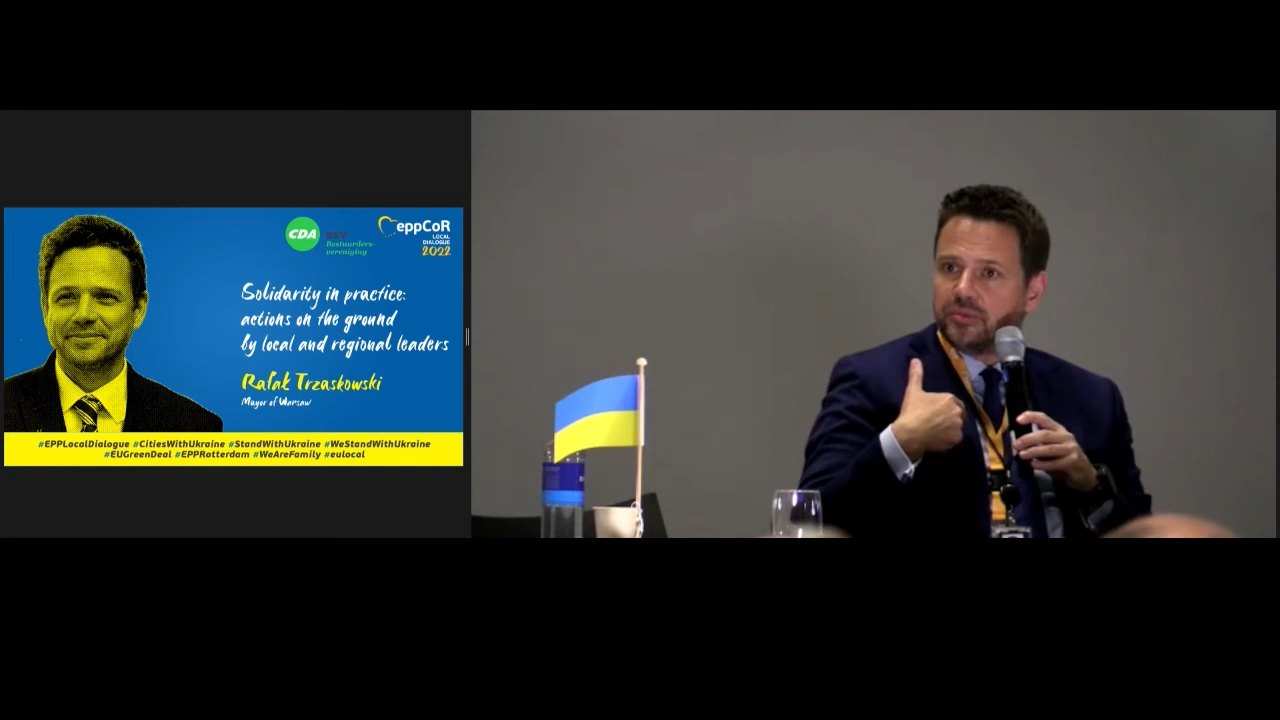 CDA
BSV
Bestuurders-
vereniging
eppCoR
LOCAL
DIALOGUE
2022
Solidarity in practice:
actions on the ground
by local and regional leaders
Rafał Trzaskowski
Mayor of Warsaw
#EPPLocalDialogue #CitiesWithUkraine #StandWithUkraine #WeStandWithUkraine
#EUGreenDeal #EPPRotterdam #WeAreFamily #eulocal